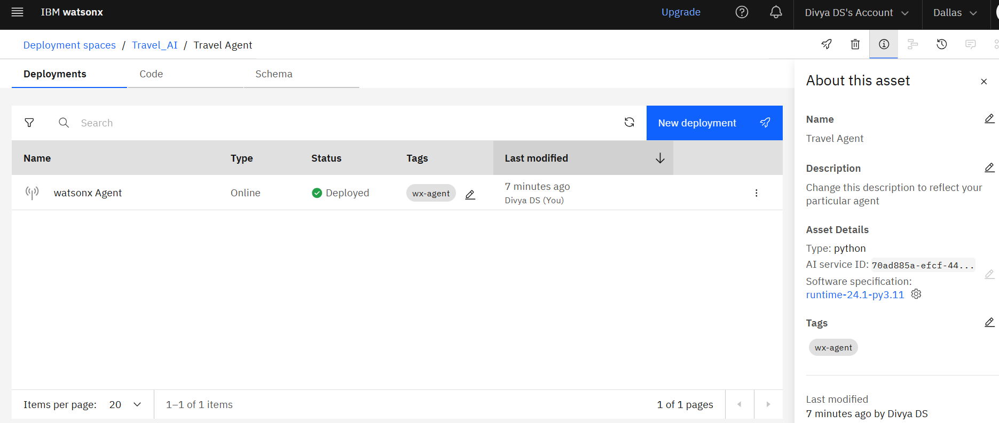 IBM watsonx
Upgrade
Divya DS's Account
Dallas
Deployment spaces / Travel_AI / Travel Agent
Deployments
Code
Schema
Search
New deployment
Name
Type
Status
Tags
Last modified
watsonx Agent
Online
Deployed
wx-agent
7 minutes ago
Divya DS (You)
Items per page: 20
1–1 of 1 items
1 of 1 pages
About this asset
Name
Travel Agent
Description
Change this description to reflect your
particular agent
Asset Details
Type: python
AI service ID: 70ad885a-efcf-44...
Software specification:
runtime-24.1-py3.11
Tags
wx-agent
Last modified
7 minutes ago by Divya DS